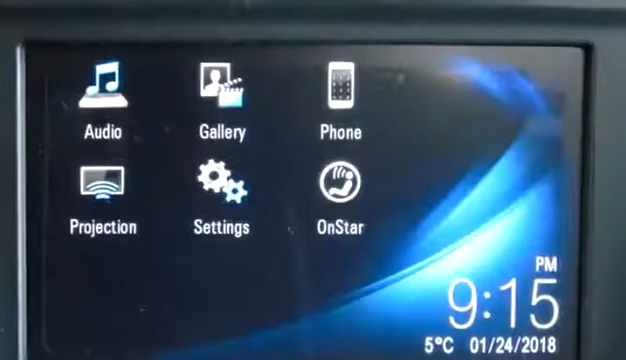 Audio Gallery Phone
Projection Settings OnStar
PM
9:15
5°C 01/24/2018